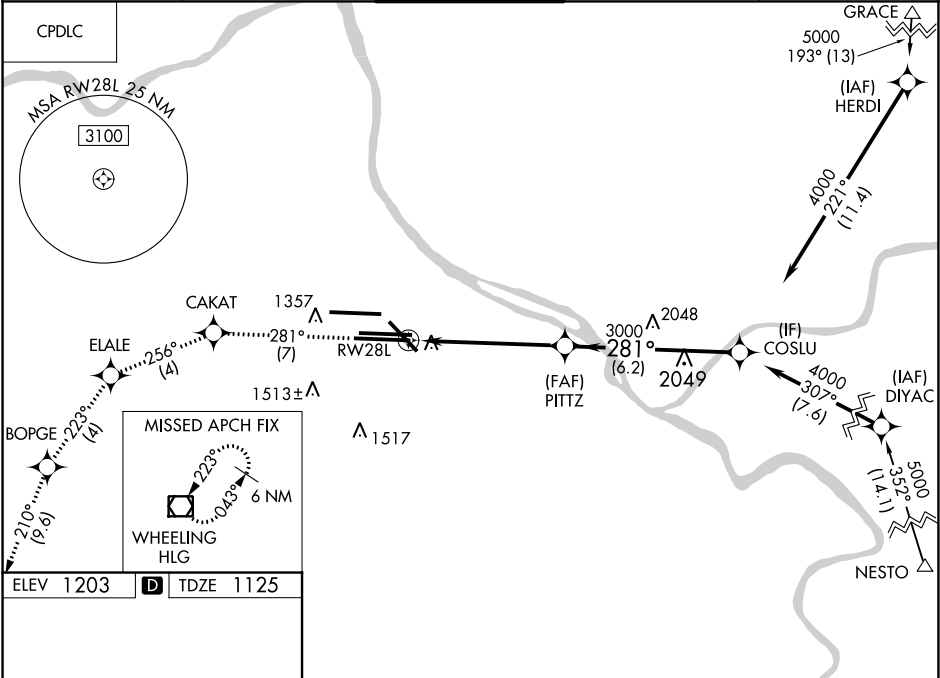 CPDLC
MSA RW28L 25 NM
3100
GRACE
5000
193° (13)
(IAF)
HERDI
4000
221°
(11.4)
CAKAT
1357
281°
(7)
RW28L
ELALE
256°
(4)
1513±
1517
223°
(4)
BOPGE
210°
(9.6)
3000
281°
(6.2)
2048
2049
(FAF)
PITTZ
(IF)
COSLU
4000
307°
(7.6)
(IAF)
DIYAC
5000
352°
(14.1)
NESTO
MISSED APCH FIX
223°
043°
6 NM
WHEELING
HLG
ELEV 1203 D TDZE 1125